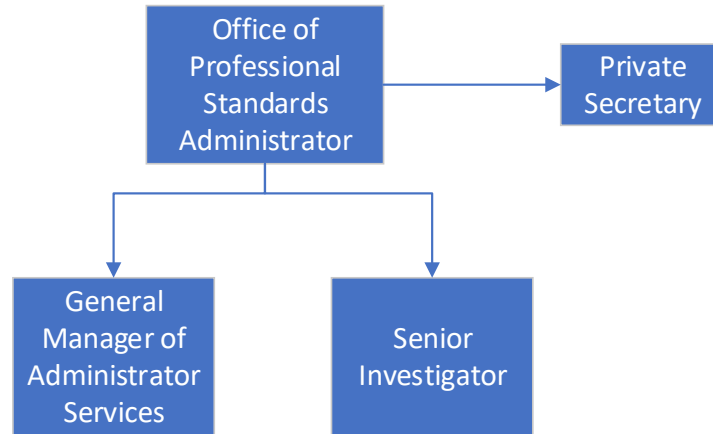 Office of
Professional
Standards
Administrator
Private
Secretary
General
Manager of
Administrator
Services
Senior
Investigator